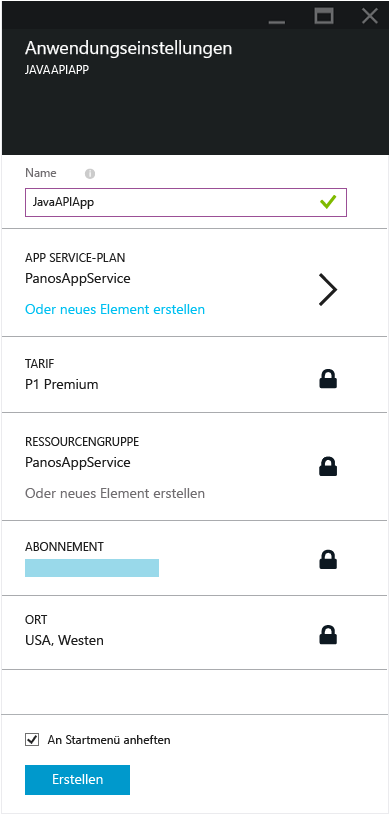 Anwendungseinstellungen
JAVAAPIAPP
Name
JavaAPIApp
APP SERVICE-PLAN
PanosAppService
Oder neues Element erstellen
TARIF
P1 Premium
RESSOURCENGRUPPE
PanosAppService
Oder neues Element erstellen
ABONNEMENT
ORT
USA, Westen
An Startmenü anheften
Erstellen